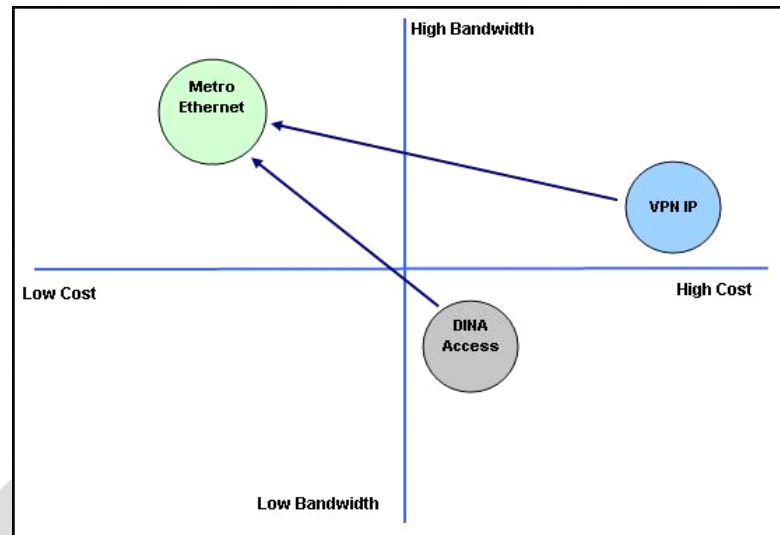 High Bandwidth
Metro
Ethernet
VPN IP
Low Cost
High Cost
DINA
Access
Low Bandwidth